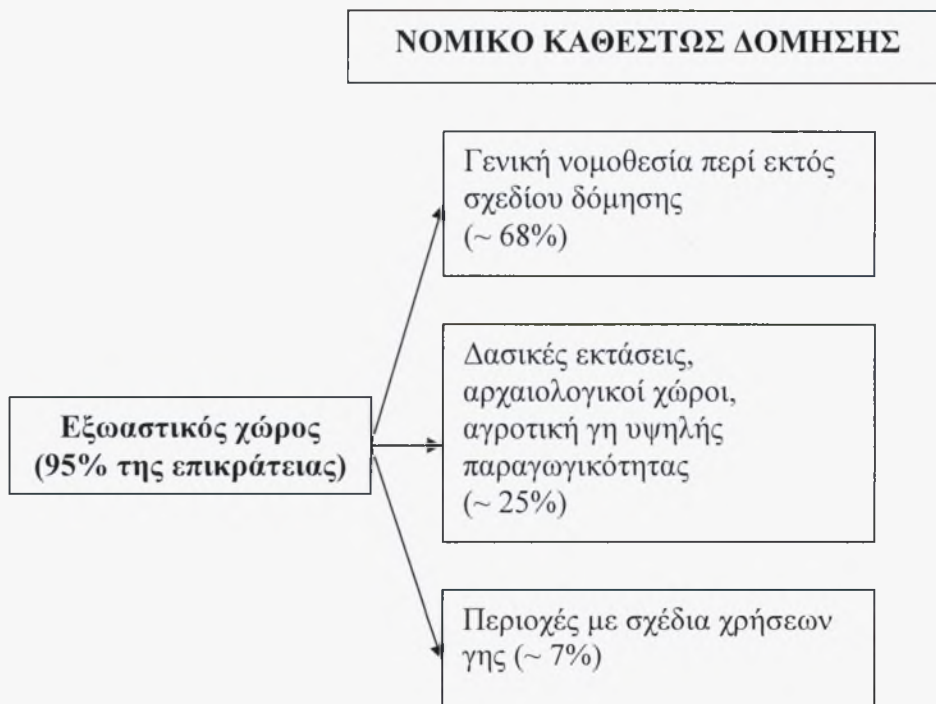 ΝΟΜΙΚΟ ΚΑΘΕΣΤΩΣ ΔΟΜΗΣΗΣ
Γενική νομοθεσία περί εκτός
σχεδίου δόμησης
(~ 68%)
Δασικές εκτάσεις,
αρχαιολογικοί χώροι,
αγροτική γη υψηλής
παραγωγικότητας
(~ 25%)
Εξωαστικός χώρος
(95% της επικράτειας)
Περιοχές με σχέδια χρήσεων
γης (~ 7%)